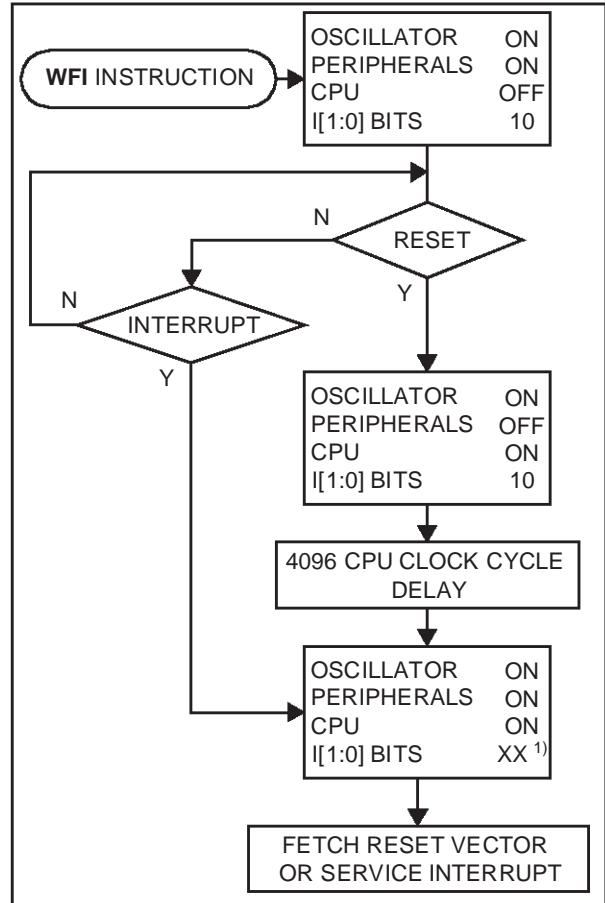 WFI INSTRUCTION
OSCILLATOR ON
PERIPHERALS ON
CPU OFF
I[1:0] BITS 10
N
RESET
Y
N
INTERRUPT
Y
OSCILLATOR ON
PERIPHERALS OFF
CPU ON
I[1:0] BITS 10
4096 CPU CLOCK CYCLE
DELAY
OSCILLATOR ON
PERIPHERALS ON
CPU ON
I[1:0] BITS XX 1)
FETCH RESET VECTOR
OR SERVICE INTERRUPT